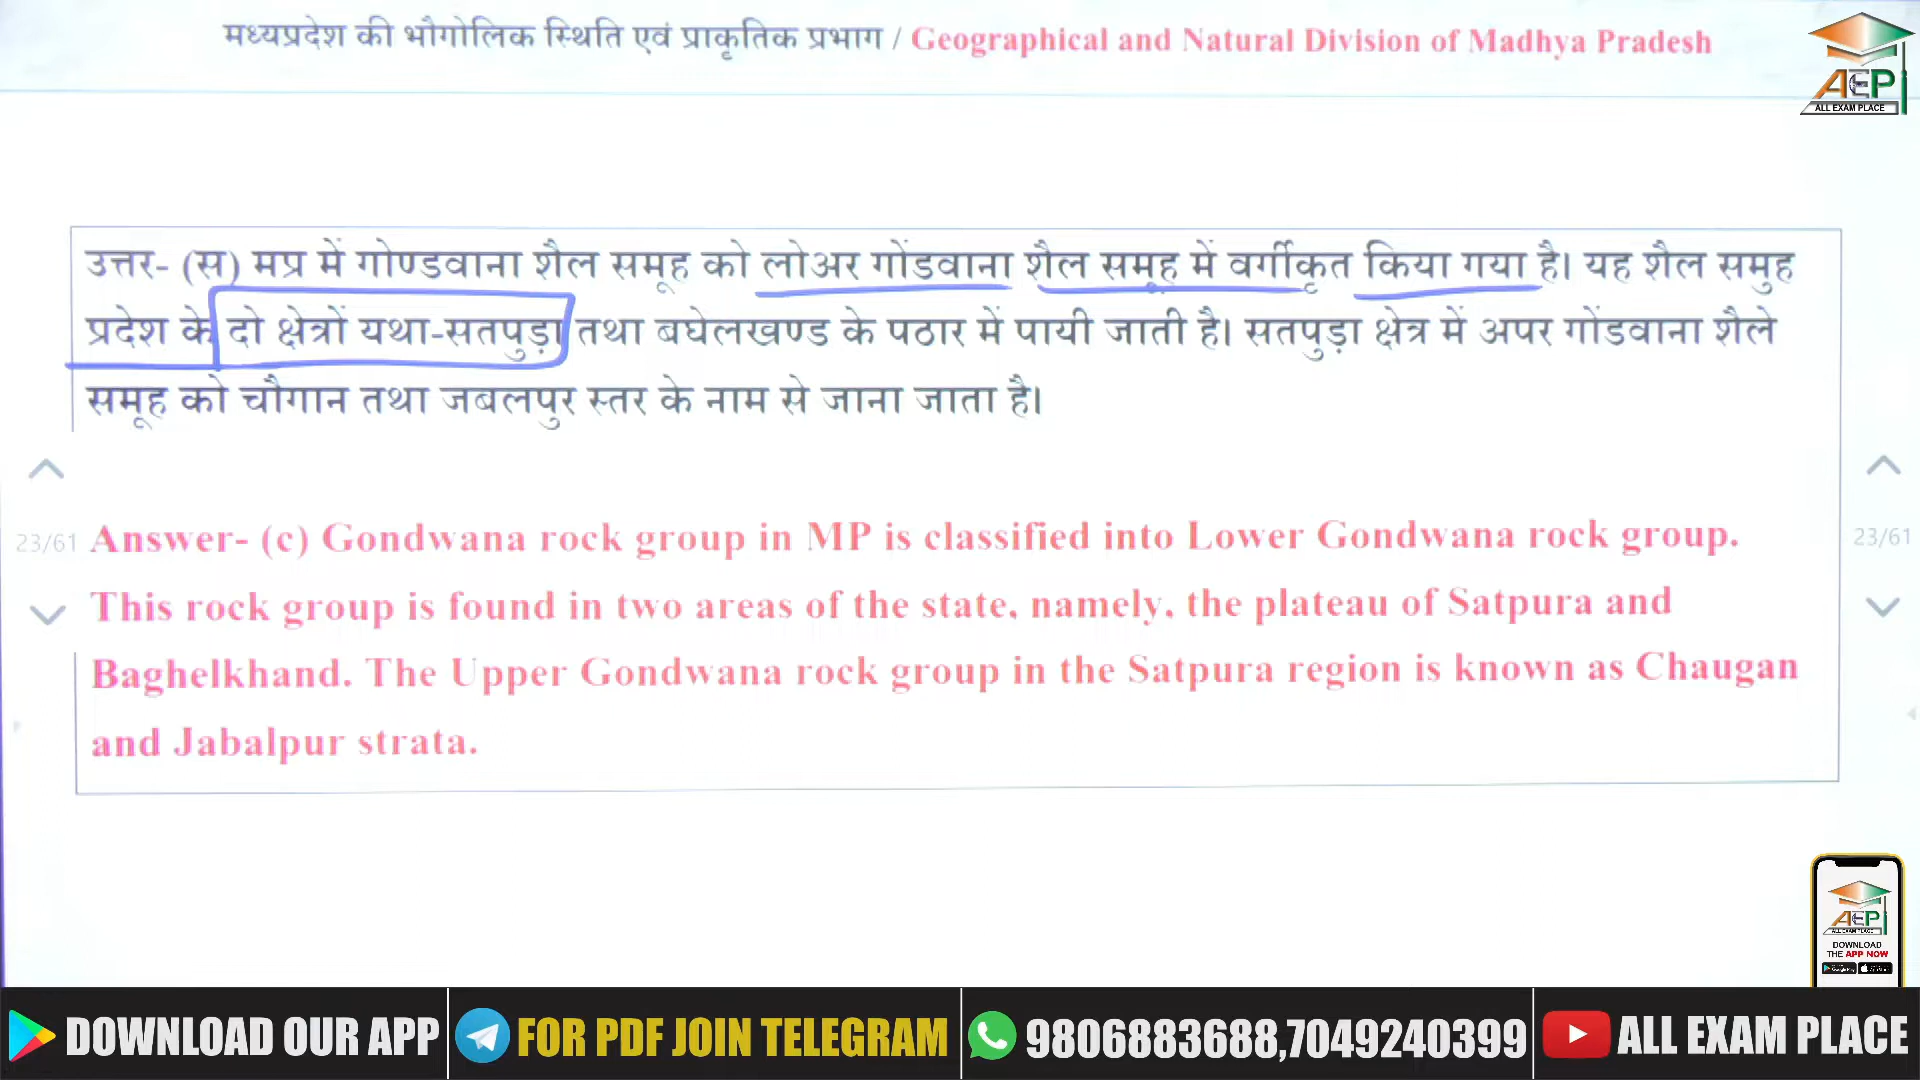 मध्यप्रदेश की भौगोलिक स्थिति एवं प्राकृतिक प्रभाग / Geographical and Natural Division of Madhya Pradesh
AEP
ALL EXAM PLACE
उत्तर- (स) मप्र में गोण्डवाना शैल समूह को लोअर गोंडवाना शैल समूह में वर्गीकृत किया गया है। यह शैल समुह
प्रदेश के दो क्षेत्रों यथा-सतपुड़ा तथा बघेलखण्ड के पठार में पायी जाती है। सतपुड़ा क्षेत्र में अपर गोंडवाना शैले
समूह को चौगान तथा जबलपुर स्तर के नाम से जाना जाता है।
23/61
23/61
Answer- (c) Gondwana rock group in MP is classified into Lower Gondwana rock group.
This rock group is found in two areas of the state, namely, the plateau of Satpura and
Baghelkhand. The Upper Gondwana rock group in the Satpura region is known as Chaugan
and Jabalpur strata.
AEP
ALL EXAM PLACE
DOWNLOAD
THE APP NOW
DOWNLOAD OUR APP
FOR PDF JOIN TELEGRAM
9806883688,7049240399
ALL EXAM PLACE